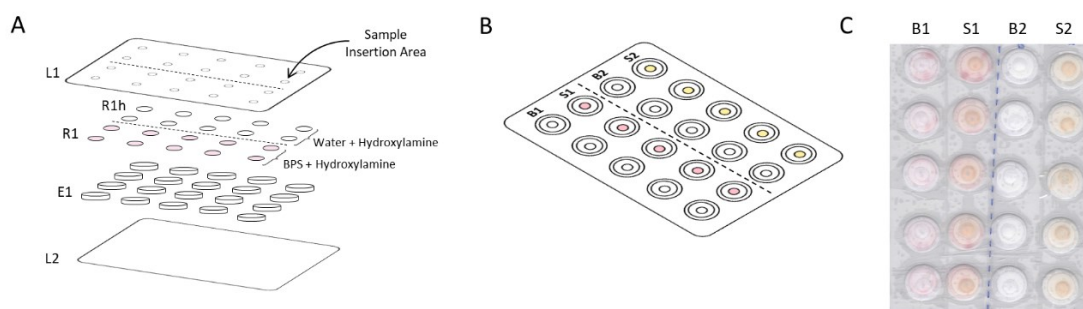 A
Sample
Insertion Area
L1
R1h
R1
Water + Hydroxylamine
BPS + Hydroxylamine
E1
L2
B
B1
S1
B2
S2
C
B1 S1 B2 S2